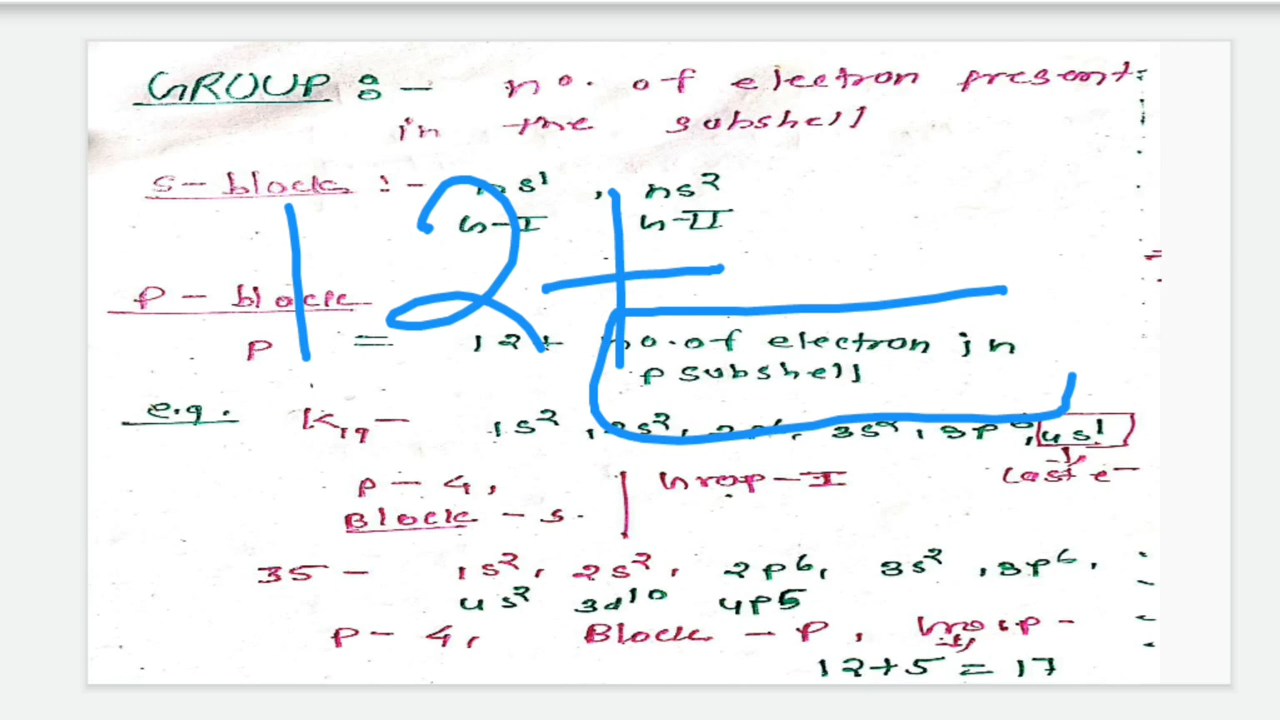 GROUP :- no. of electron present
in the subshell
s-block :- ns¹, ns²
G-I G-II
P-block
P = 12+ no. of electron in
p subshell
12+
e.g. K₁₉ - 1s², 2s², 2p⁶, 3s², 3p⁶, 4s¹
P-4, Group-I Last e⁻
Block - s.
35 - 1s², 2s², 2p⁶, 3s², 3p⁶,
4s² 3d¹⁰ 4p5
P-4, Block - P, Group -
12+5 = 17